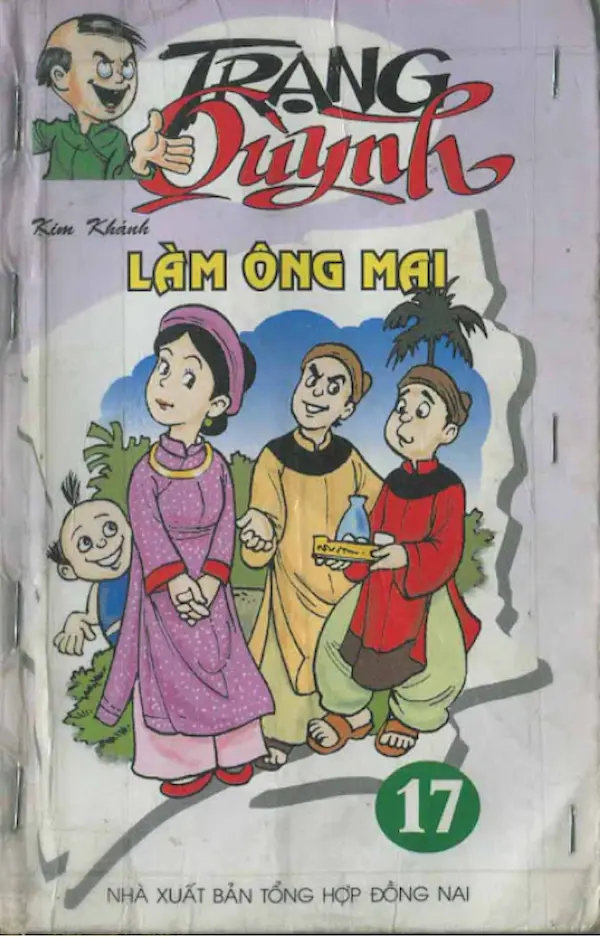 TRẠNG
Quỳnh
Kim Khánh
LÀM ÔNG MAI
17
NHÀ XUẤT BẢN TỔNG HỢP ĐỒNG NAI